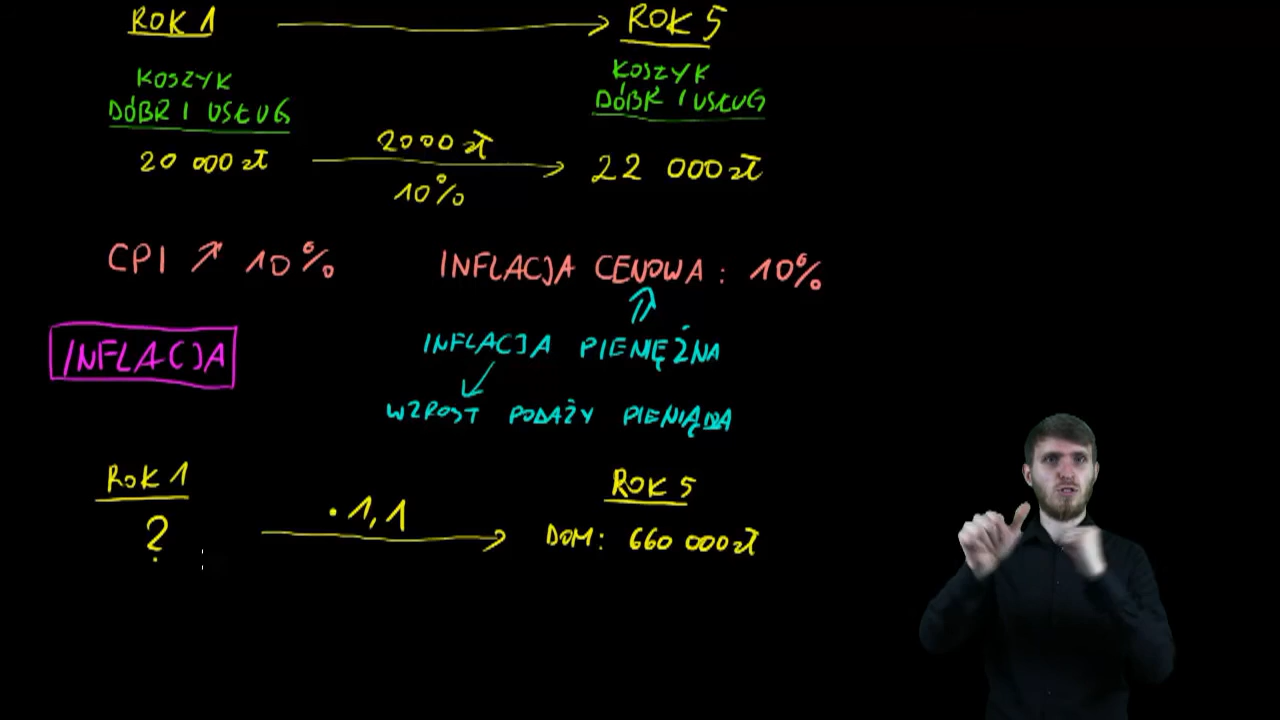 ROK 1 ROK 5
KOSZYK DÓBR I USŁUG KOSZYK DÓBR I USŁUG
20 000 zł 2000 zł 10% 22 000 zł
CPI ↗ 10% INFLACJA CENOWA: 10%
INFLACJA INFLACJA PIENIĘŻNA
WZROST PODAŻY PIENIĄDZA
ROK 1 ROK 5
? · 1,1 DOM: 660 000 zł